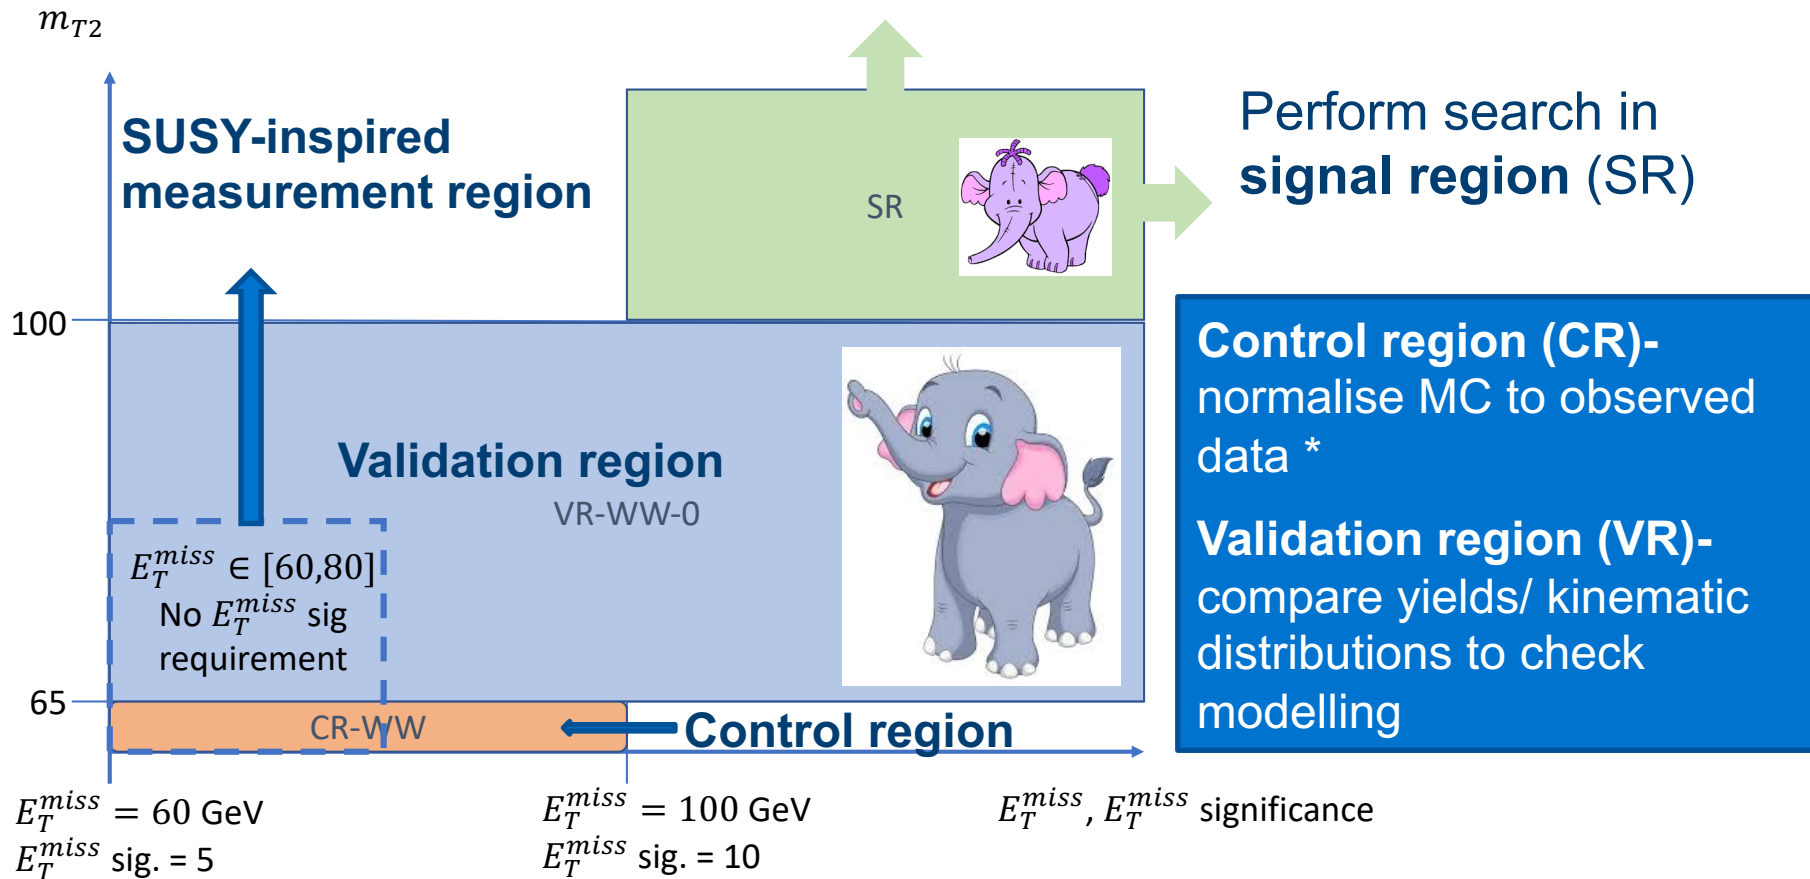 m_{T2}
SUSY-inspired
measurement region
Perform search in
signal region (SR)
SR
100
Control region (CR)-
normalise MC to observed
data *
Validation region (VR)-
compare yields/ kinematic
distributions to check
modelling
Validation region
VR-WW-0
E_T^{miss} ∈ [60,80]
No E_T^{miss} sig
requirement
65
CR-WW
Control region
E_T^{miss} = 60 GeV
E_T^{miss} sig. = 5
E_T^{miss} = 100 GeV
E_T^{miss} sig. = 10
E_T^{miss}, E_T^{miss} significance